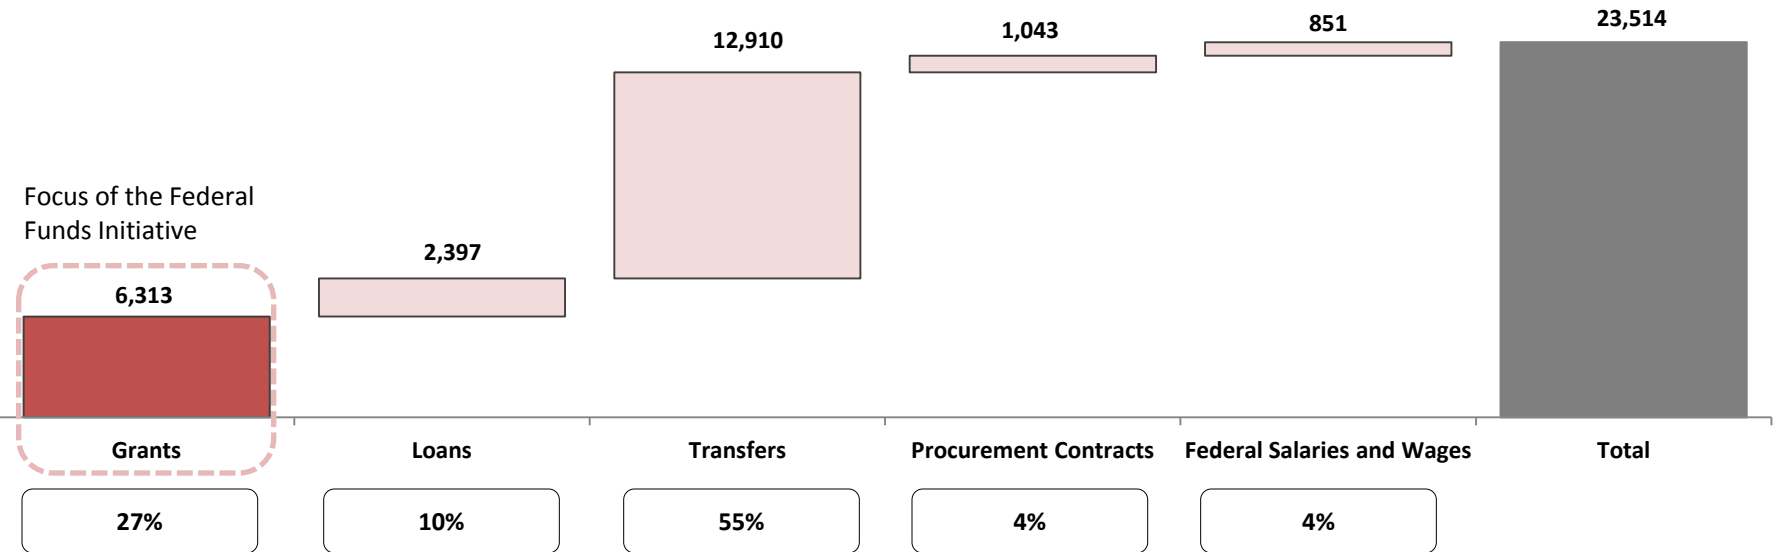 12,910
1,043
851
23,514
Focus of the Federal
Funds Initiative
2,397
6,313
Grants
Loans
Transfers
Procurement Contracts
Federal Salaries and Wages
Total
27%
10%
55%
4%
4%